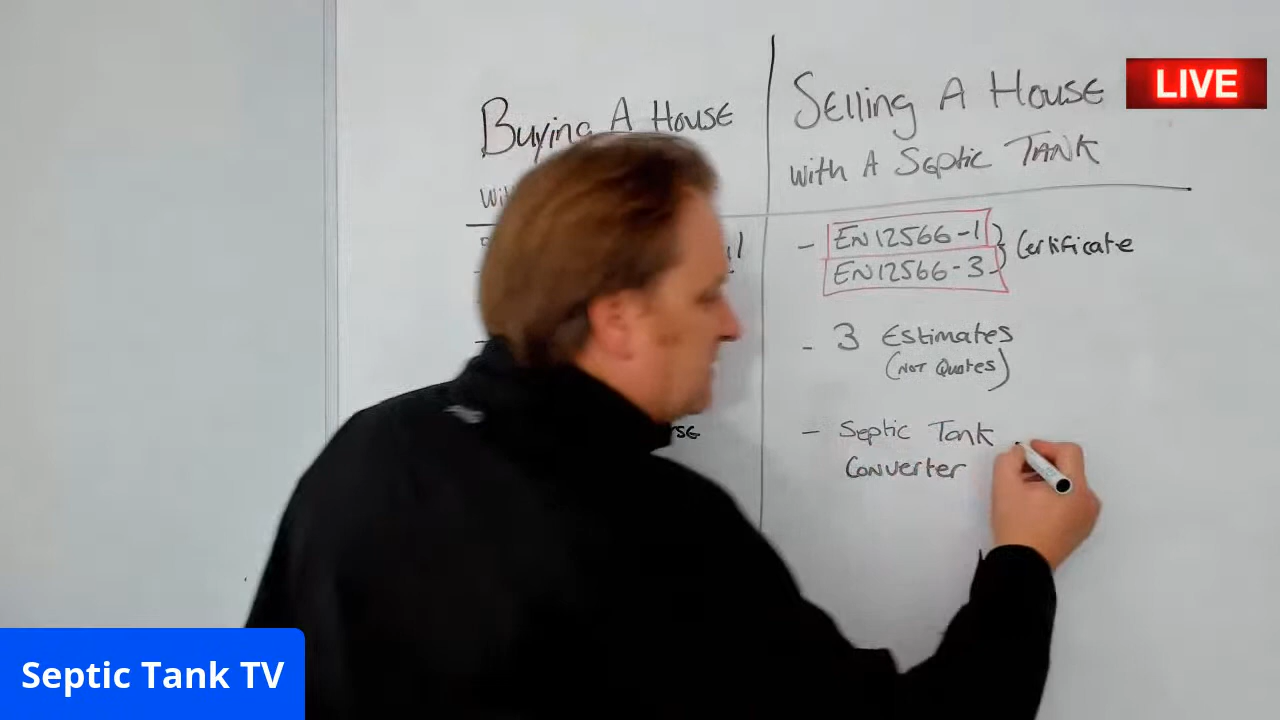 Buying A House
Selling A House
with A Septic TANK
- EN12566-1
EN12566-3
Certificate
- 3 Estimates
(NOT Quotes)
- Septic Tank
Converter
LIVE
Septic Tank TV